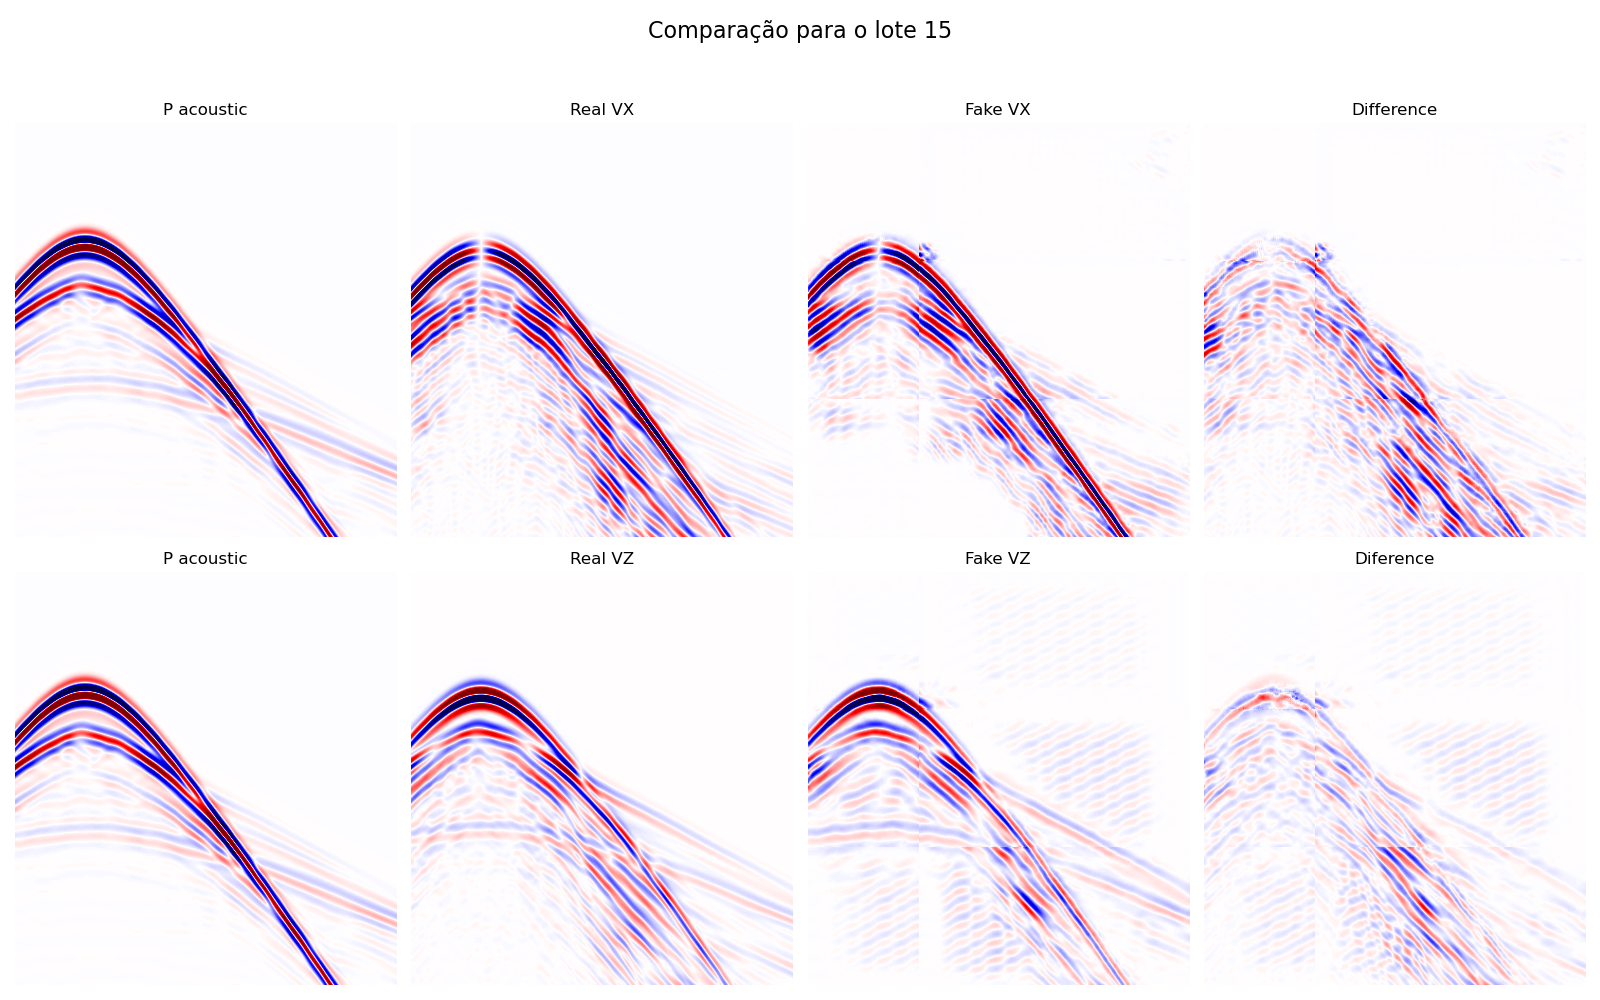 Comparação para o lote 15
P acoustic
Real VX
Fake VX
Difference
P acoustic
Real VZ
Fake VZ
Diference